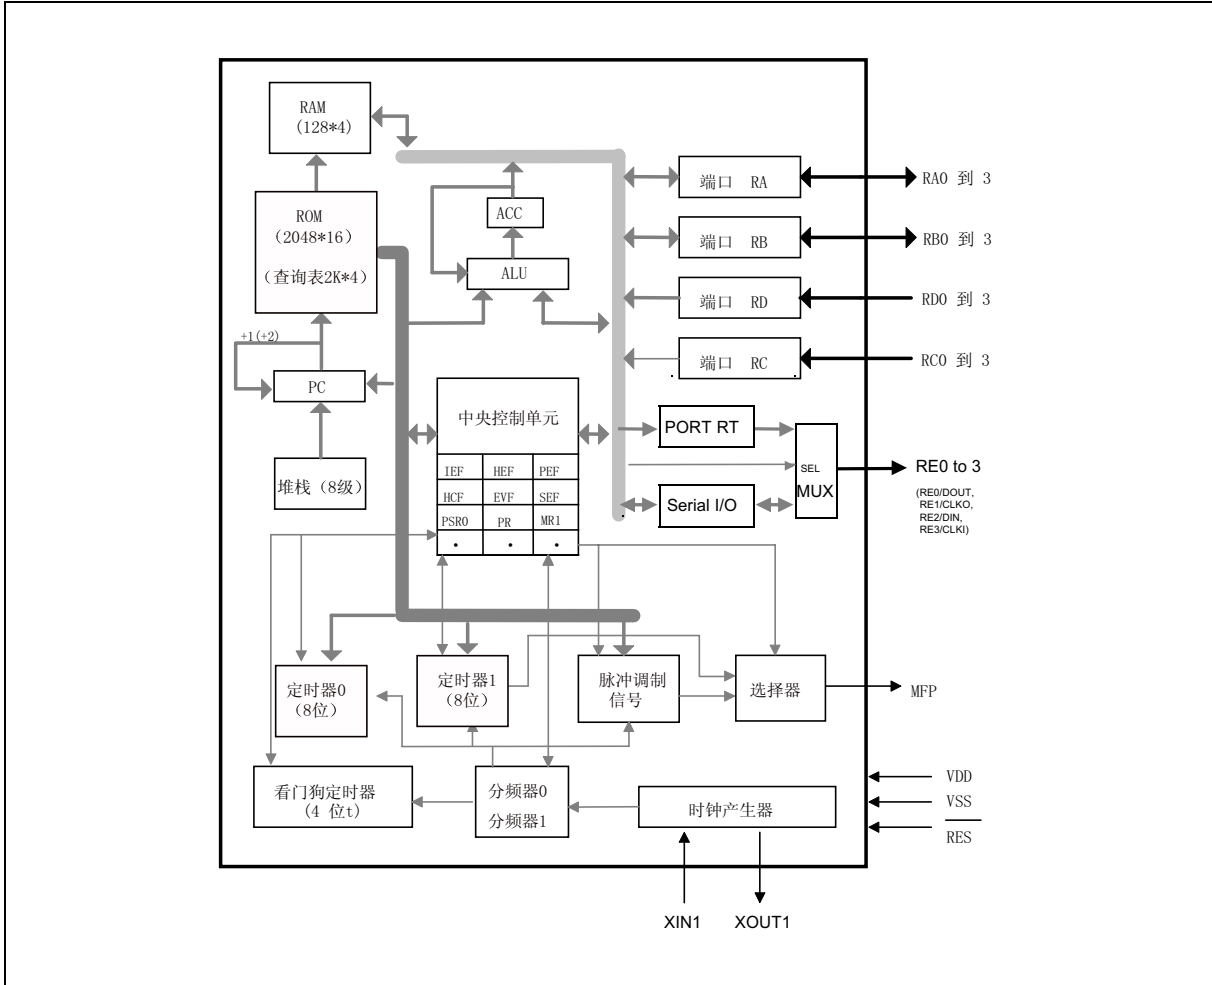 RAM
(128*4)
ROM
(2048*16)
(查询表2K*4)
+1(+2)
PC
堆栈（8级）
ACC
ALU
端口 RA
RA0 到 3
端口 RB
RB0 到 3
端口 RD
RD0 到 3
端口 RC
RC0 到 3
中央控制单元
IEF HEF PEF
HCF EVF SEF
PSR0 PR MR1
PORT RT
SEL
MUX
Serial I/O
RE0 to 3
(RE0/DOUT,
RE1/CLKO,
RE2/DIN,
RE3/CLKI)
定时器0
(8位)
定时器1
(8位)
脉冲调制
信号
选择器
MFP
看门狗定时器
(4 位t)
分频器0
分频器1
时钟产生器
VDD
VSS
RES
XIN1
XOUT1